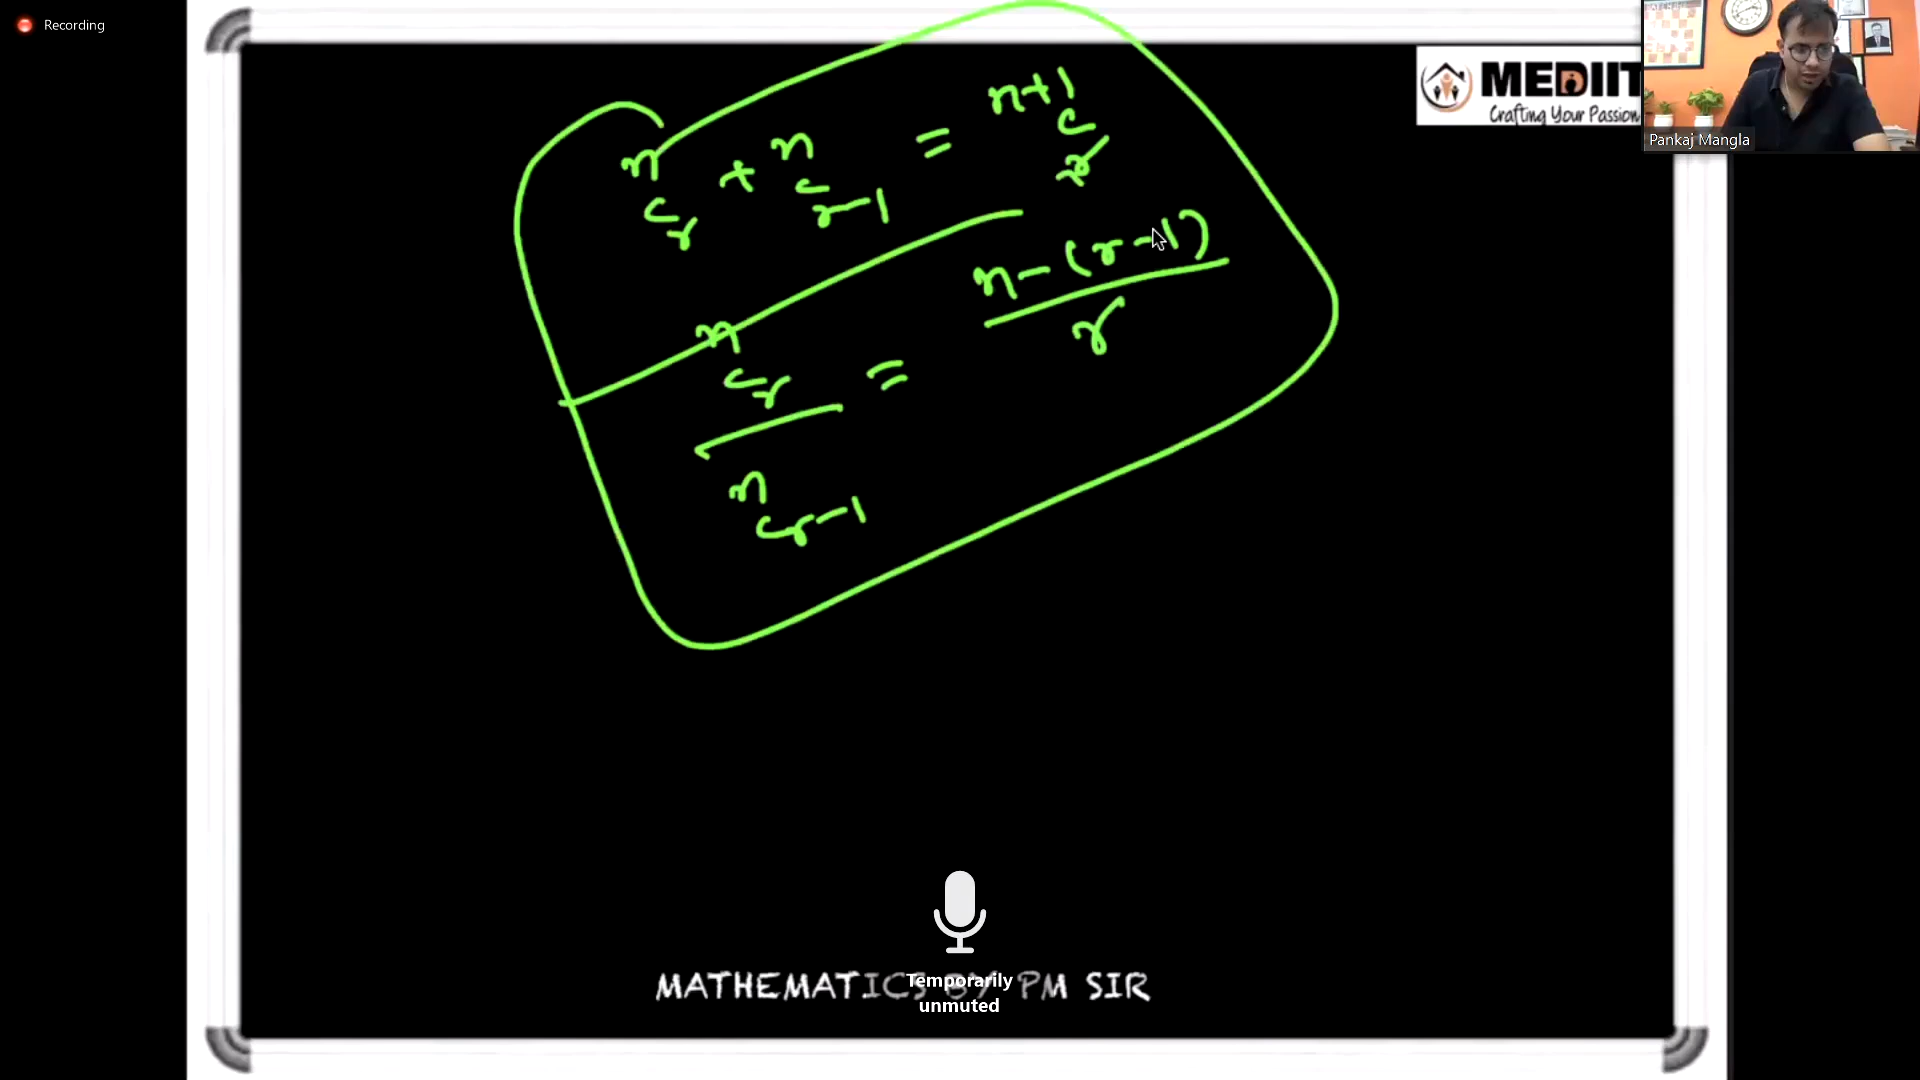 Recording
MEDIIT
Crafting Your Passion
Pankaj Mangla
ⁿCᵣ + ⁿCᵣ₋₁ = ⁿ⁺¹Cᵣ
ⁿCᵣ / ⁿCᵣ₋₁ = n-(r-1) / r
MATHEMATICS BY PM SIR
Temporarily
unmuted